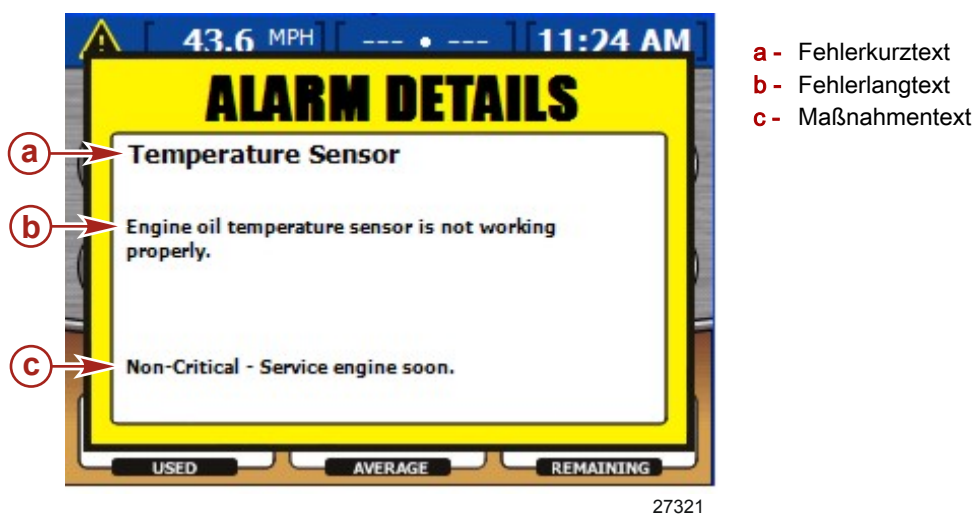 43.6 MPH --- • --- 11:24 AM
ALARM DETAILS
a Temperature Sensor
b Engine oil temperature sensor is not working
properly.
c Non-Critical - Service engine soon.
USED AVERAGE REMAINING
27321
a - Fehlerkurztext
b - Fehlerlangtext
c - Maßnahmentext